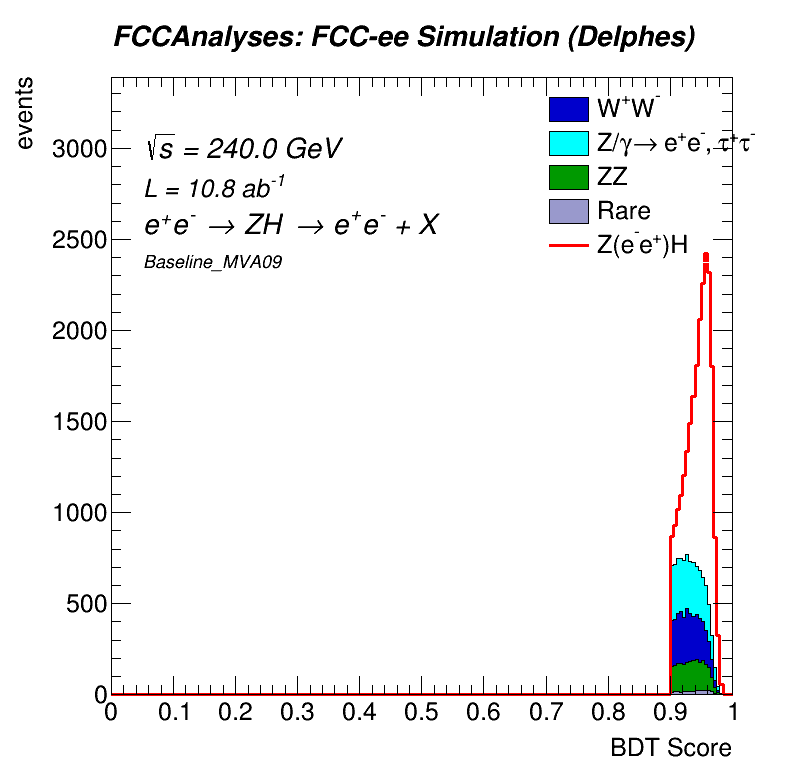 FCCAnalyses: FCC-ee Simulation (Delphes)
events
√s = 240.0 GeV
L = 10.8 ab⁻¹
e⁺e⁻ → ZH → e⁺e⁻ + X
Baseline_MVA09
W⁺W⁻
Z/γ→ e⁺e⁻, τ⁺τ⁻
ZZ
Rare
Z(e⁻e⁺)H
3000
2500
2000
1500
1000
500
0
0 0.1 0.2 0.3 0.4 0.5 0.6 0.7 0.8 0.9 1
BDT Score